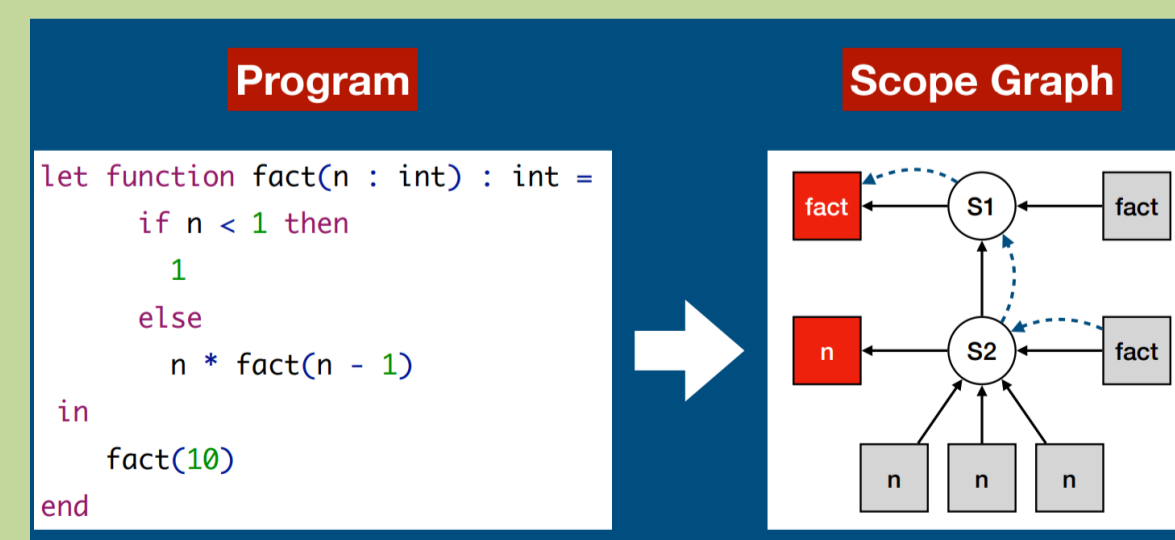 Program
let function fact(n : int) : int =
if n < 1 then
1
else
n * fact(n - 1)
in
fact(10)
end
Scope Graph
fact
S1
fact
n
S2
fact
n
n
n